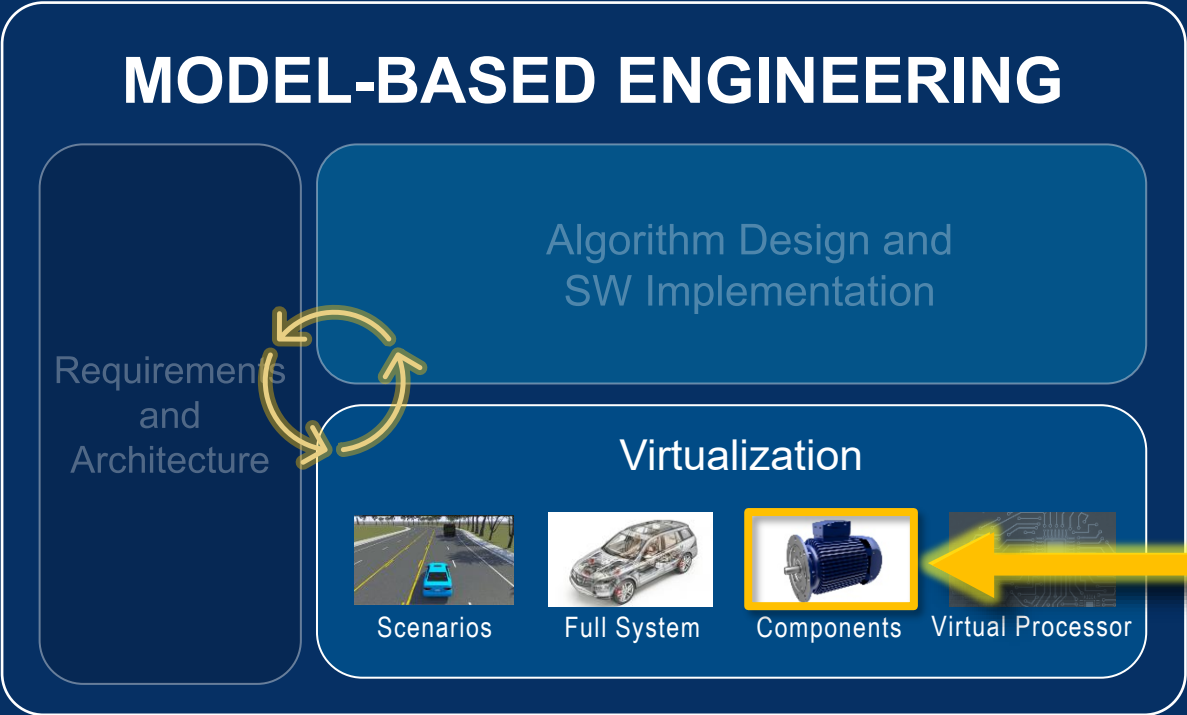 MODEL-BASED ENGINEERING
Requirements
and
Architecture
Algorithm Design and
SW Implementation
Virtualization
Scenarios
Full System
Components
Virtual Processor